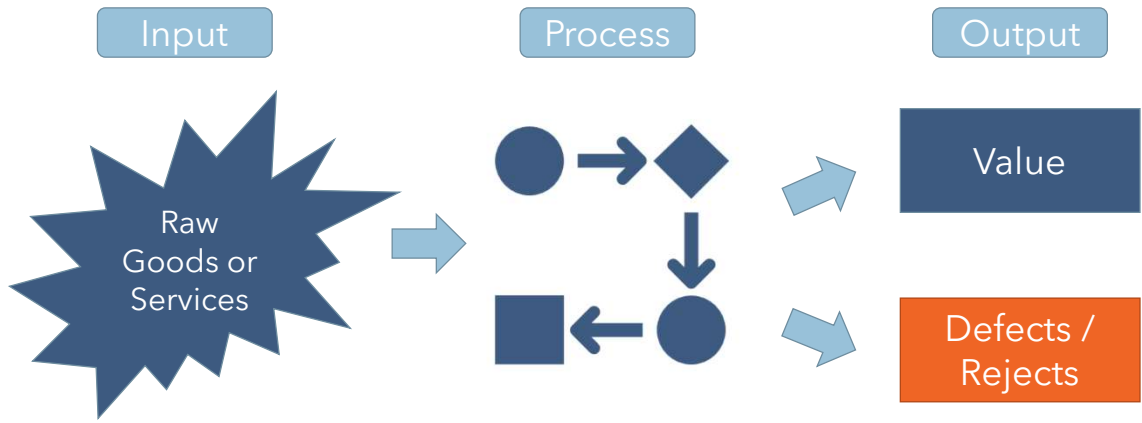 Input
Process
Output
Raw
Goods or
Services
Value
Defects /
Rejects